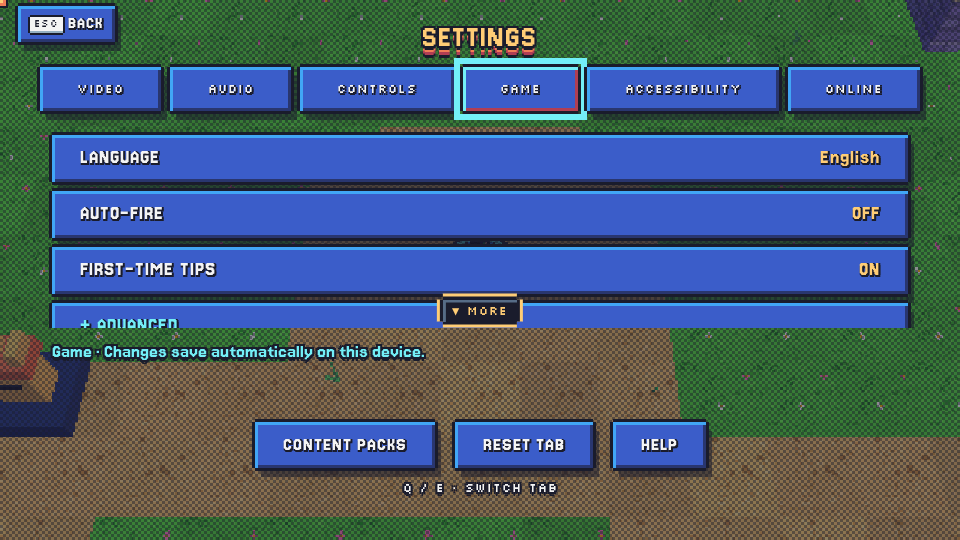 ESC BACK
SETTINGS
VIDEO AUDIO CONTROLS GAME ACCESSIBILITY ONLINE
LANGUAGE English
AUTO-FIRE OFF
FIRST-TIME TIPS ON
+ ADVANCED
▼ MORE
Game · Changes save automatically on this device.
CONTENT PACKS RESET TAB HELP
Q / E · SWITCH TAB